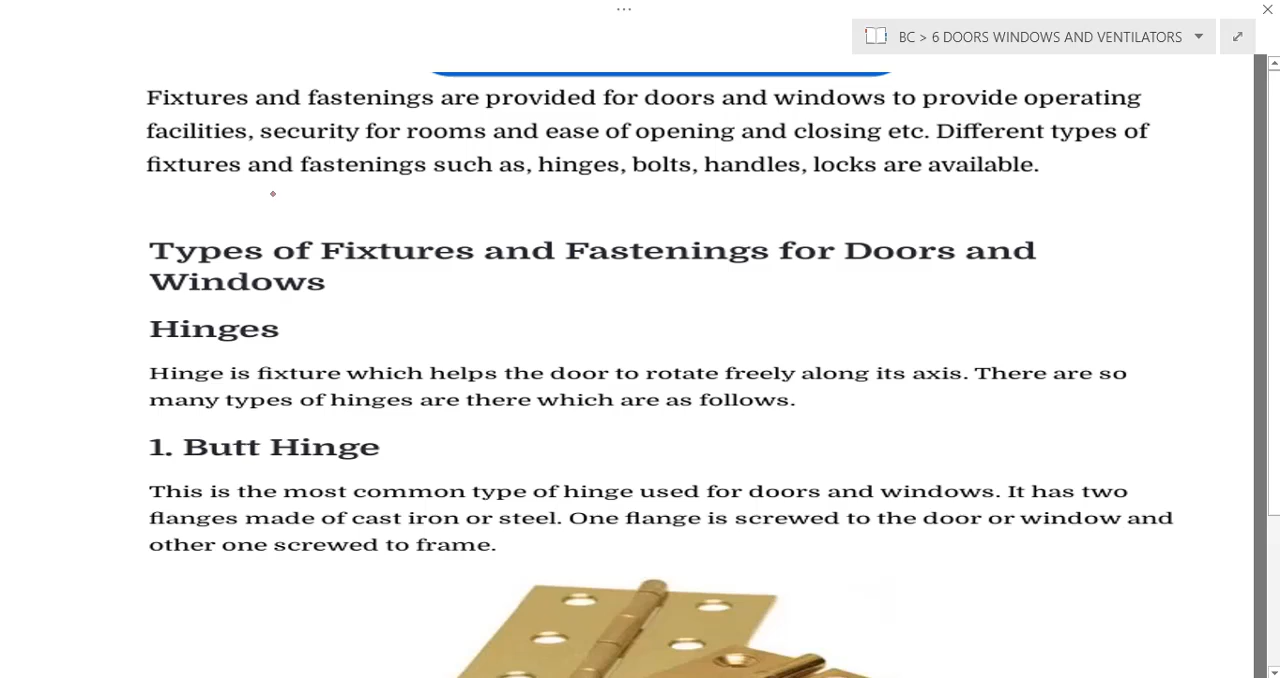 BC > 6 DOORS WINDOWS AND VENTILATORS
Fixtures and fastenings are provided for doors and windows to provide operating
facilities, security for rooms and ease of opening and closing etc. Different types of
fixtures and fastenings such as, hinges, bolts, handles, locks are available.
Types of Fixtures and Fastenings for Doors and
Windows
Hinges
Hinge is fixture which helps the door to rotate freely along its axis. There are so
many types of hinges are there which are as follows.
1. Butt Hinge
This is the most common type of hinge used for doors and windows. It has two
flanges made of cast iron or steel. One flange is screwed to the door or window and
other one screwed to frame.